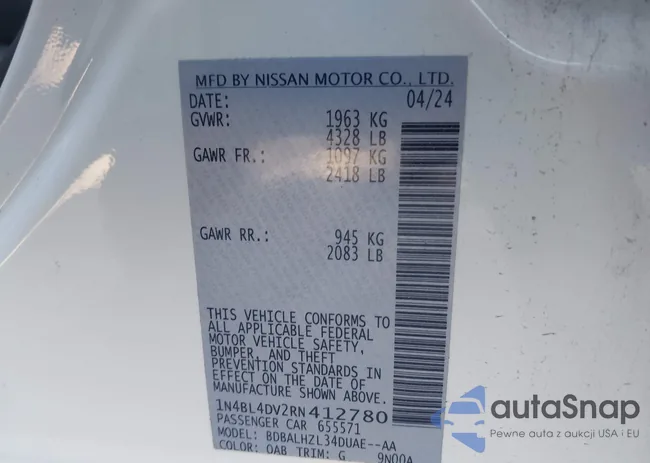 MFD BY NISSAN MOTOR CO., LTD.
DATE: 04/24
GVWR: 1963 KG
4328 LB
GAWR FR.: 1097 KG
2418 LB
GAWR RR.: 945 KG
2083 LB
THIS VEHICLE CONFORMS TO
ALL APPLICABLE FEDERAL
MOTOR VEHICLE SAFETY,
BUMPER, AND THEFT
PREVENTION STANDARDS IN
EFFECT ON THE DATE OF
MANUFACTURE SHOWN ABOVE.
1N4BL4DV2RN412780
PASSENGER CAR 655571
MODEL: BDBALHZL34DUAE--AA
COLOR: QAB TRIM: G 9N00A
autoSnap
Pewne auta z aukcji USA i EU